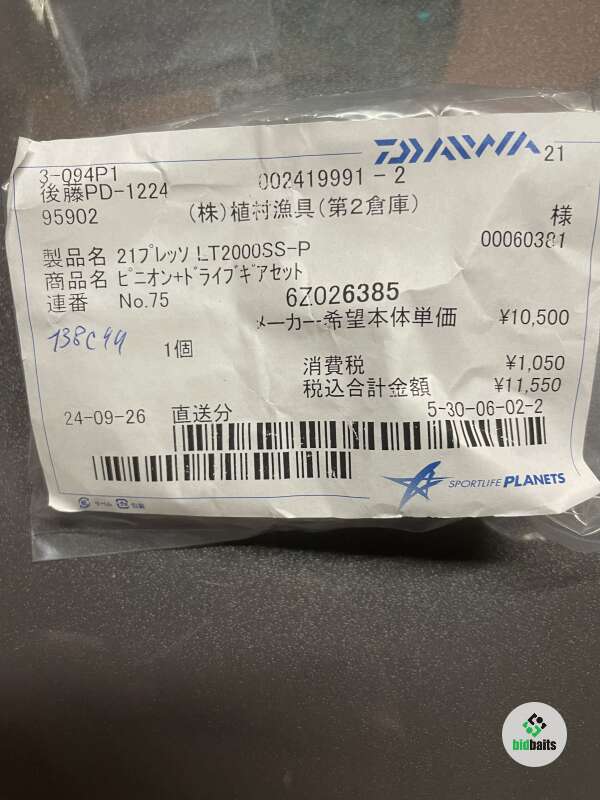 DAIWA 21
3-Q94P1
後藤PD-1224 002419991-2
95902 (株)植村漁具(第2倉庫) 様
製品名 21プレッソ LT2000SS-P 00060381
商品名 ピニオン+ドライブギアセット
連番 No.75 6Z026385
メーカー希望本体単価 ¥10,500
138C44
1個
消費税 ¥1,050
税込合計金額 ¥11,550
24-09-26 直送分 5-30-06-02-2
SPORTLIFE PLANETS
bidbaits